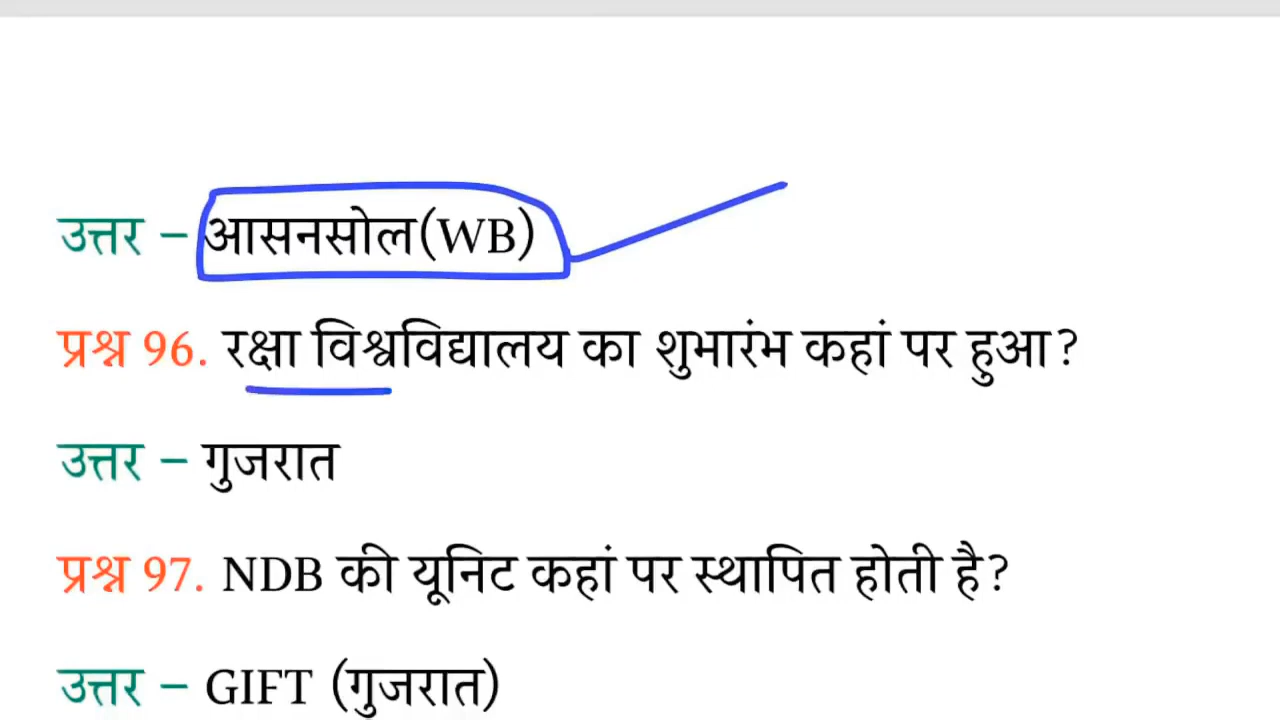 उत्तर – आसनसोल(WB)
प्रश्न 96. रक्षा विश्वविद्यालय का शुभारंभ कहां पर हुआ?
उत्तर – गुजरात
प्रश्न 97. NDB की यूनिट कहां पर स्थापित होती है?
उत्तर – GIFT (गुजरात)